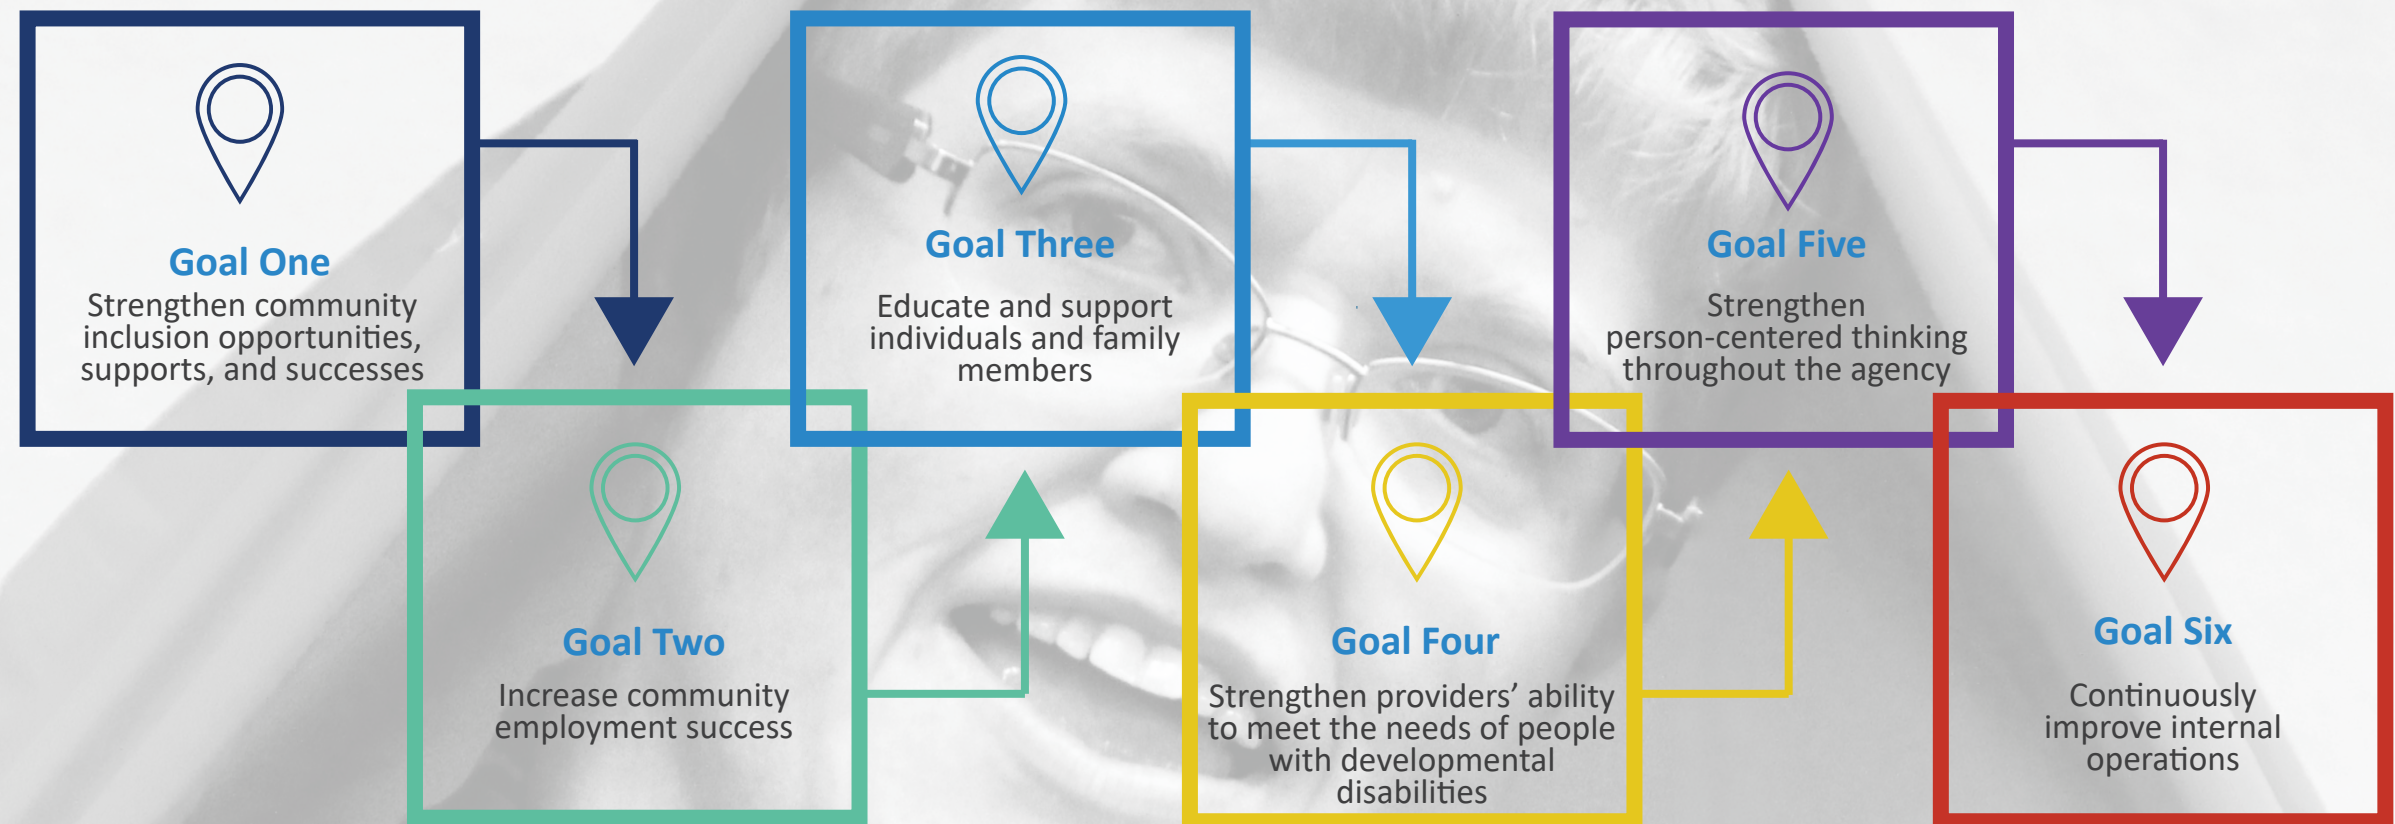 Goal One
Strengthen community
inclusion opportunities,
supports, and successes
Goal Two
Increase community
employment success
Goal Three
Educate and support
individuals and family
members
Goal Four
Strengthen providers’ ability
to meet the needs of people
with developmental
disabilities
Goal Five
Strengthen
person-centered thinking
throughout the agency
Goal Six
Continuously
improve internal
operations